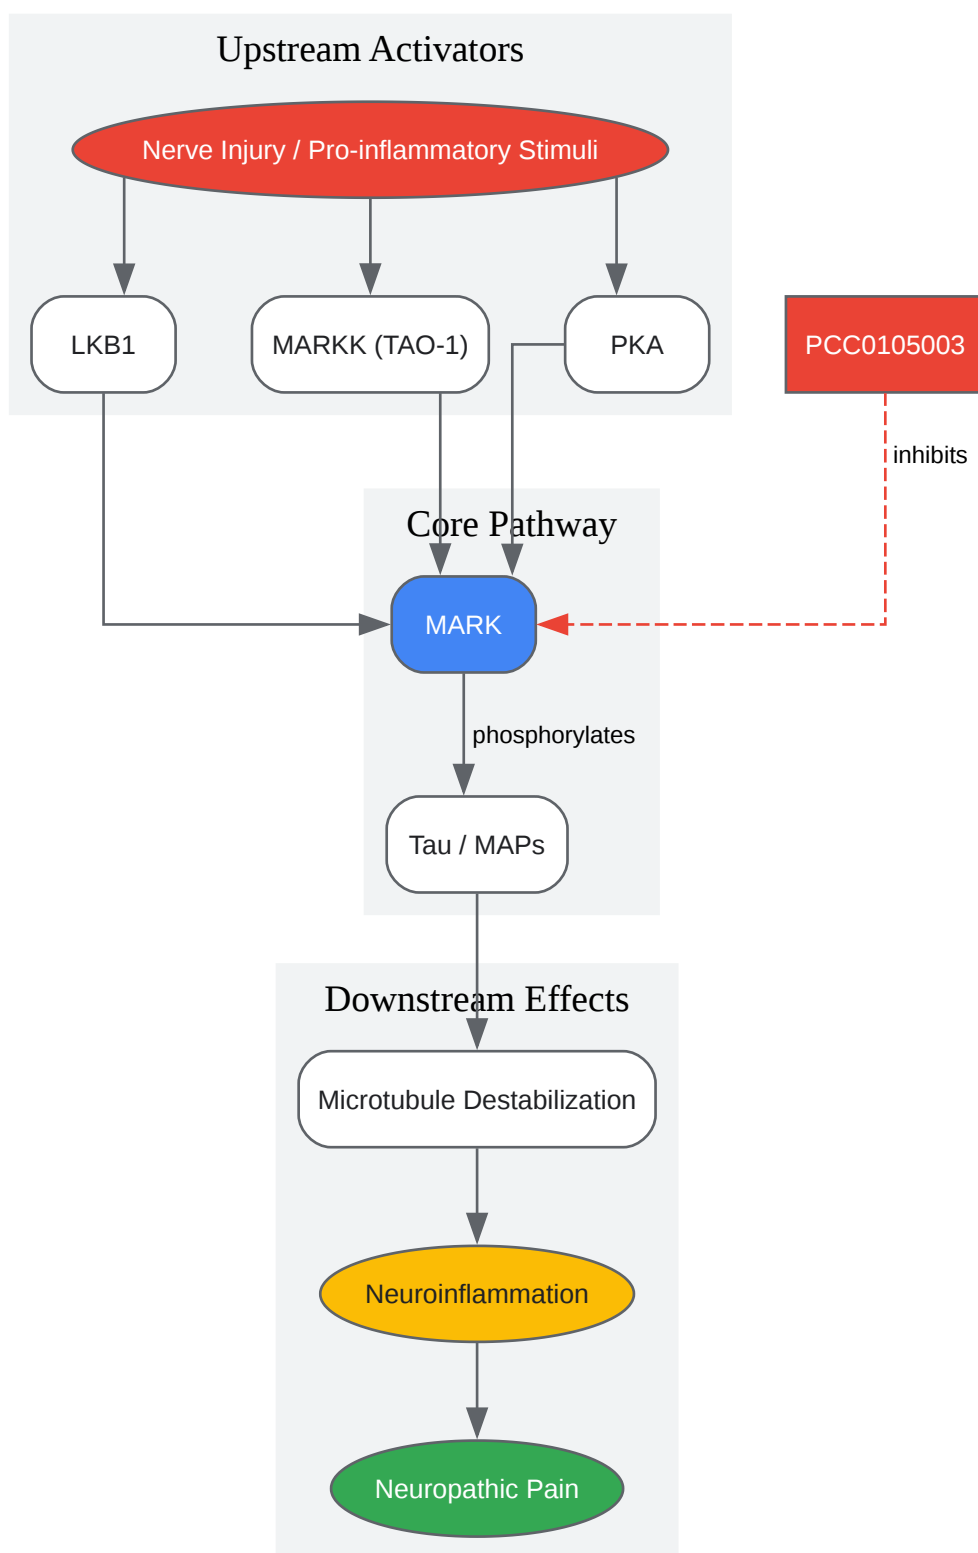 Upstream Activators
Nerve Injury / Pro-inflammatory Stimuli
LKB1
MARKK (TAO-1)
PKA
PCC0105003
inhibits
Core Pathway
MARK
phosphorylates
Tau / MAPs
Downstream Effects
Microtubule Destabilization
Neuroinflammation
Neuropathic Pain